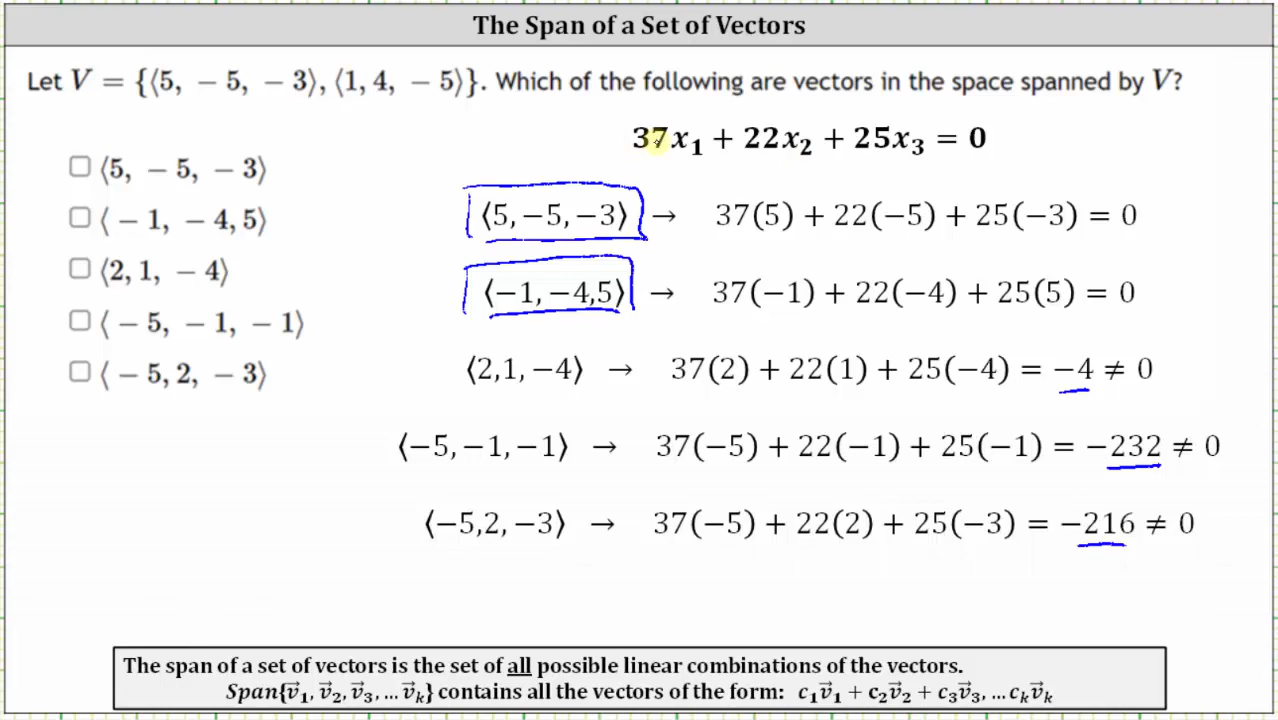 The Span of a Set of Vectors
Let V = {⟨5, − 5, − 3⟩, ⟨1, 4, − 5⟩}. Which of the following are vectors in the space spanned by V?
37x₁ + 22x₂ + 25x₃ = 0
⟨5, − 5, − 3⟩
⟨ − 1, − 4, 5⟩
⟨2, 1, − 4⟩
⟨ − 5, − 1, − 1⟩
⟨ − 5, 2, − 3⟩
⟨5, −5, −3⟩ → 37(5) + 22(−5) + 25(−3) = 0
⟨−1, −4,5⟩ → 37(−1) + 22(−4) + 25(5) = 0
⟨2,1, −4⟩ → 37(2) + 22(1) + 25(−4) = −4 ≠ 0
⟨−5, −1, −1⟩ → 37(−5) + 22(−1) + 25(−1) = −232 ≠ 0
⟨−5,2, −3⟩ → 37(−5) + 22(2) + 25(−3) = −216 ≠ 0
The span of a set of vectors is the set of all possible linear combinations of the vectors.
Span{v⃗₁, v⃗₂, v⃗₃, … v⃗ₖ} contains all the vectors of the form: c₁v⃗₁ + c₂v⃗₂ + c₃v⃗₃, … cₖv⃗ₖ